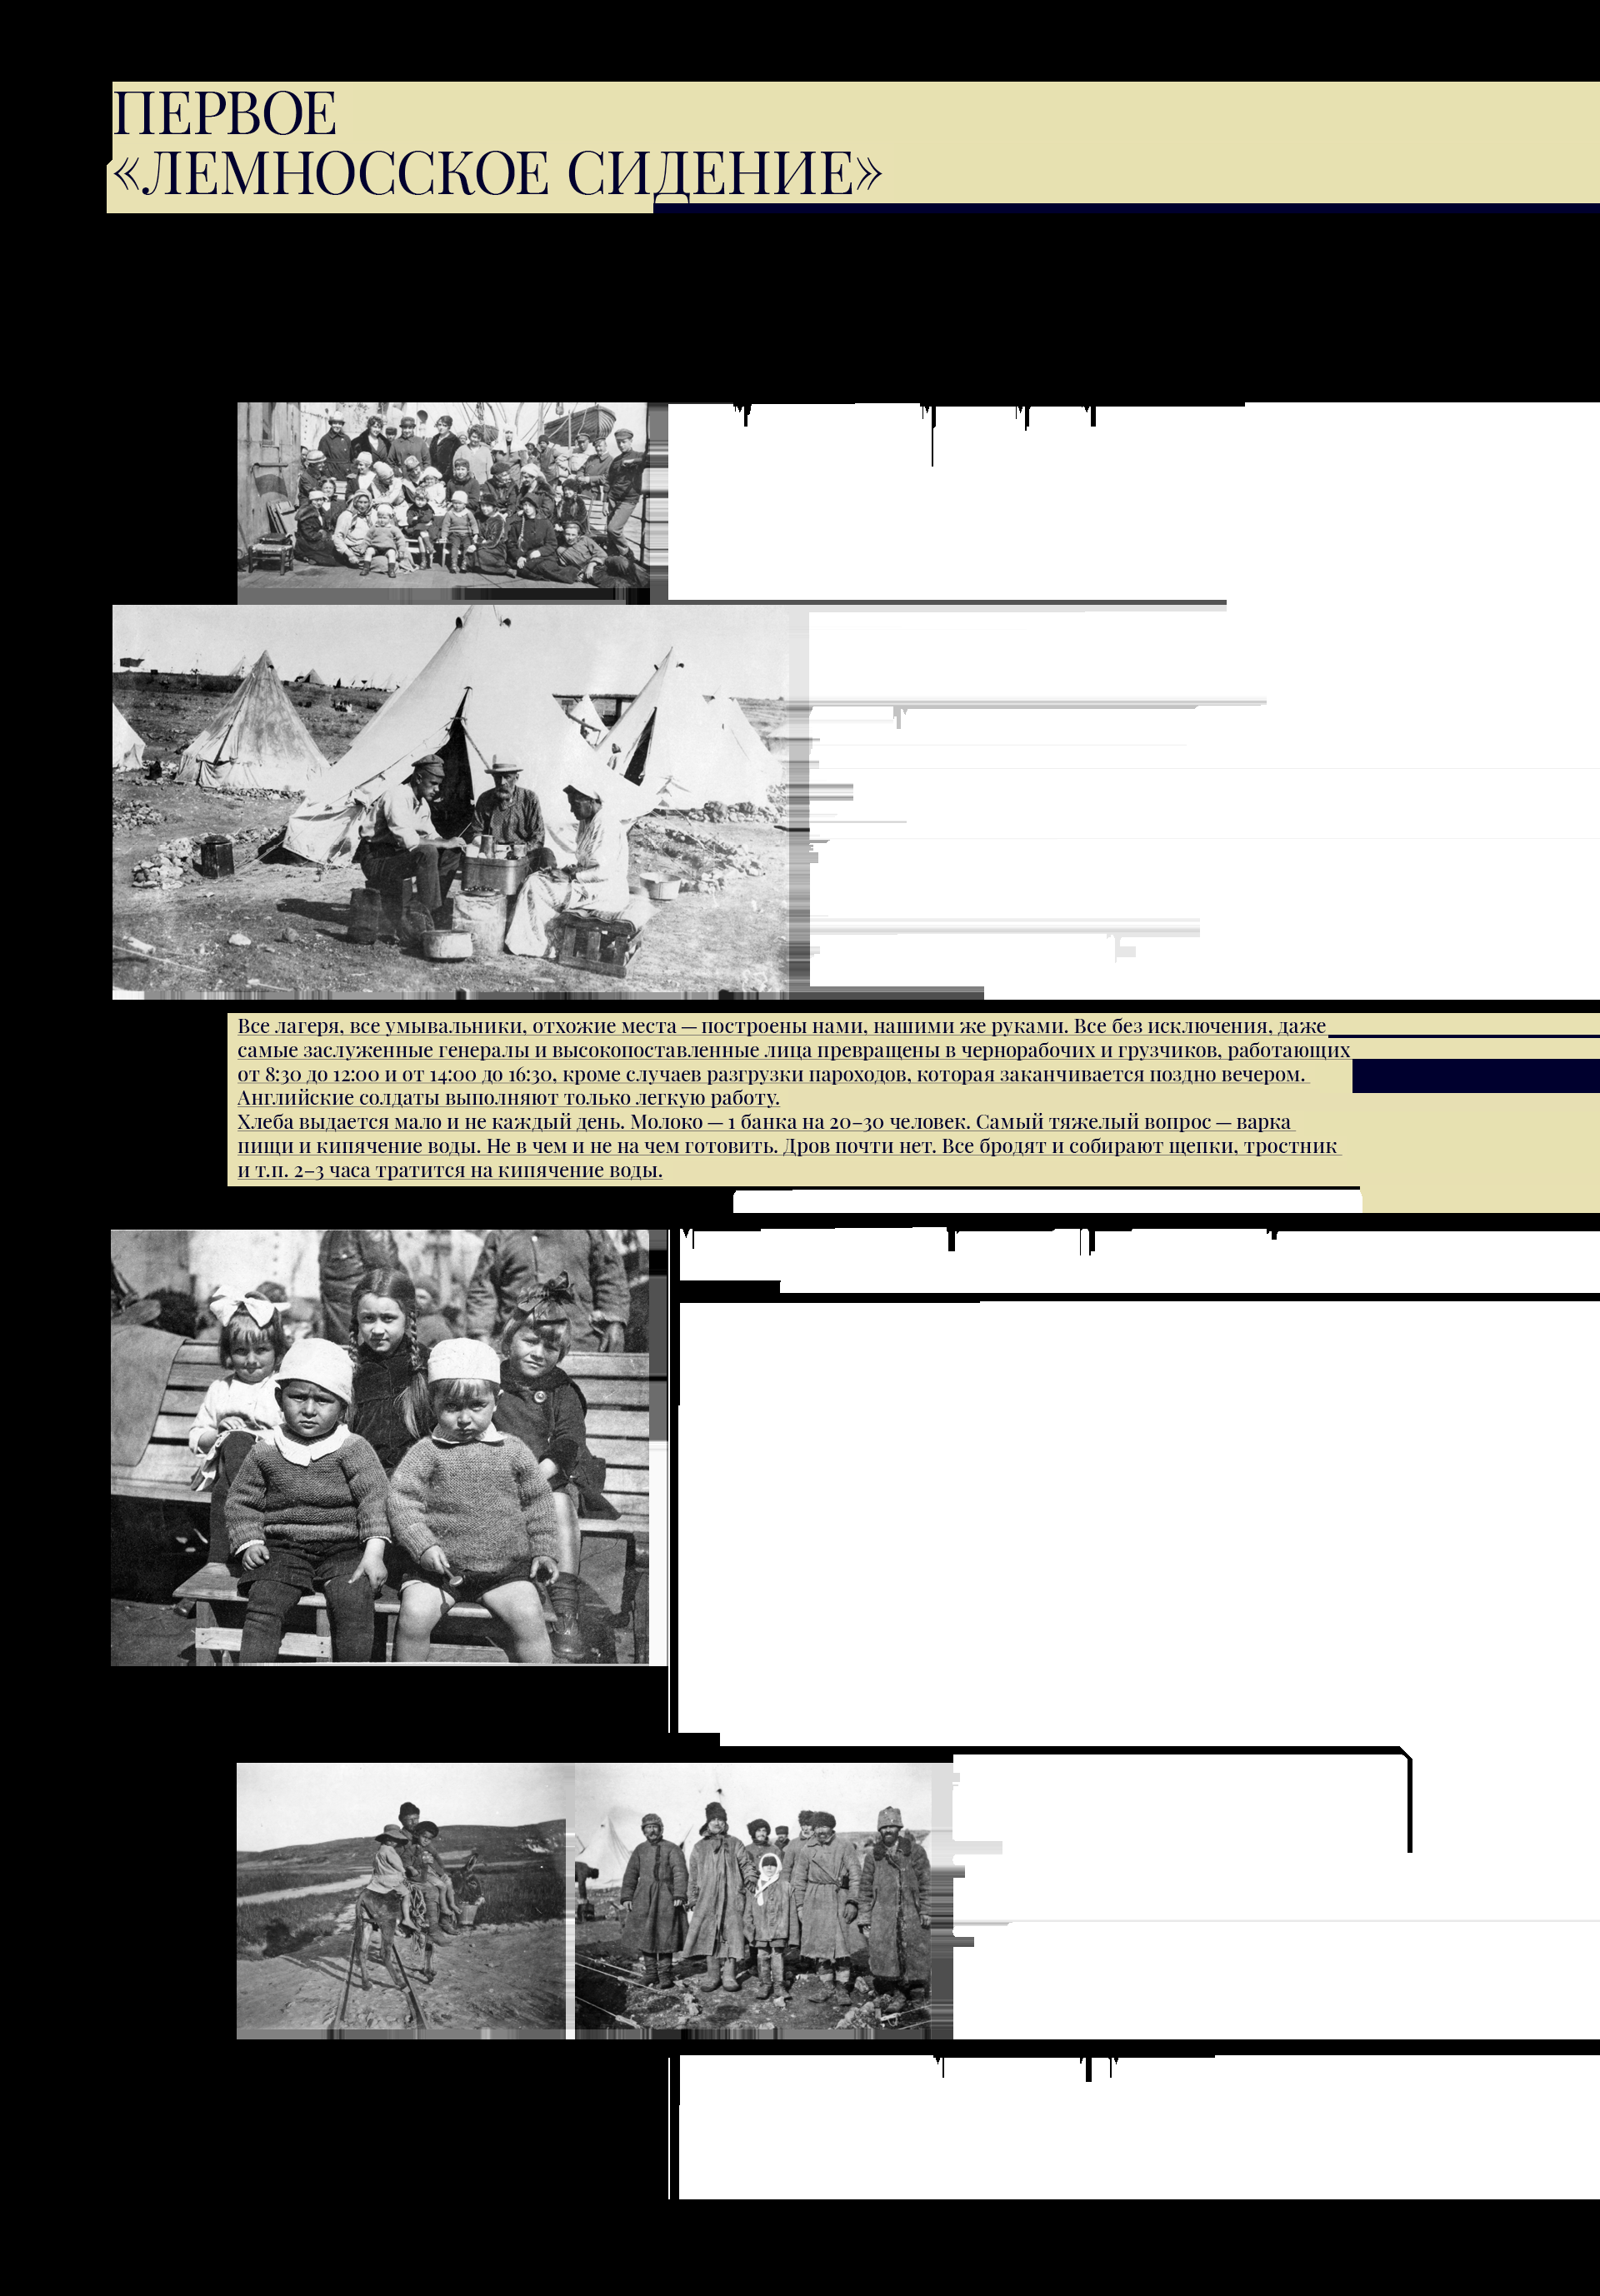 ПЕРВОЕ
«ЛЕМНОССКОЕ СИДЕНИЕ»
Все лагеря, все умывальники, отхожие места — построены нами, нашими же руками. Все без исключения, даже
самые заслуженные генералы и высокопоставленные лица превращены в чернорабочих и грузчиков, работающих
от 8:30 до 12:00 и от 14:00 до 16:30, кроме случаев разгрузки пароходов, которая заканчивается поздно вечером.
Английские солдаты выполняют только легкую работу.
Хлеба выдается мало и не каждый день. Молоко — 1 банка на 20–30 человек. Самый тяжелый вопрос — варка
пищи и кипячение воды. Не в чем и не на чем готовить. Дров почти нет. Все бродят и собирают щепки, тростник
и т.п. 2–3 часа тратится на кипячение воды.